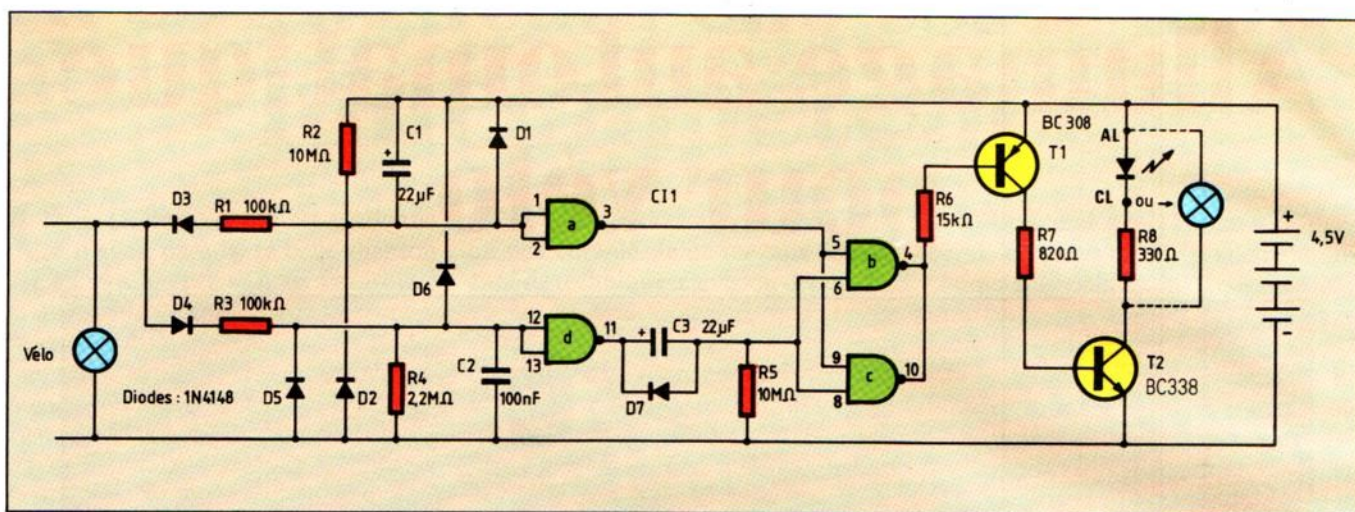 BC 308
T1
R2
10MΩ
C1
+
22µF
D1
CI1
AL
CL
ou
D3
R1 100kΩ
1
2
a
3
R6
15kΩ
R7
820Ω
R8
330Ω
+
4,5V
-
5
6
b
4
D6
D4
R3 100kΩ
12
13
d
11
+
C3 22µF
9
8
c
10
Vélo
Diodes : 1N4148
D5
D2
R4
2,2MΩ
C2
100nF
D7
R5
10MΩ
T2
BC338